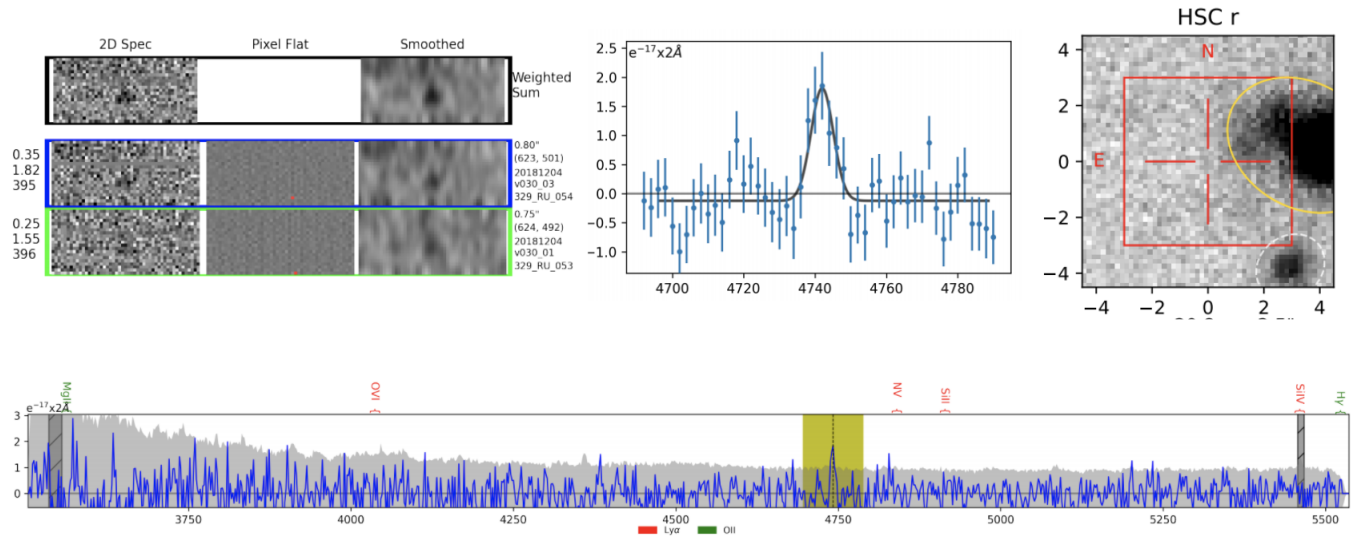 2D Spec Pixel Flat Smoothed
Weighted
Sum
0.35
1.82
395
0.80"
(623, 501)
20181204
v030_03
329_RU_054
0.25
1.55
396
0.75"
(624, 492)
20181204
v030_01
329_RU_053
e⁻¹⁷x2Å
2.5
2.0
1.5
1.0
0.5
0.0
−0.5
−1.0
4700 4720 4740 4760 4780
HSC r
N
E
4
2
0
−2
−4
−4 −2 0 2 4
MgII { OVI { NV { SiII { SiIV { Hγ {
e⁻¹⁷x2Å
3
2
1
0
3750 4000 4250 4500 4750 5000 5250 5500
Lyα OII